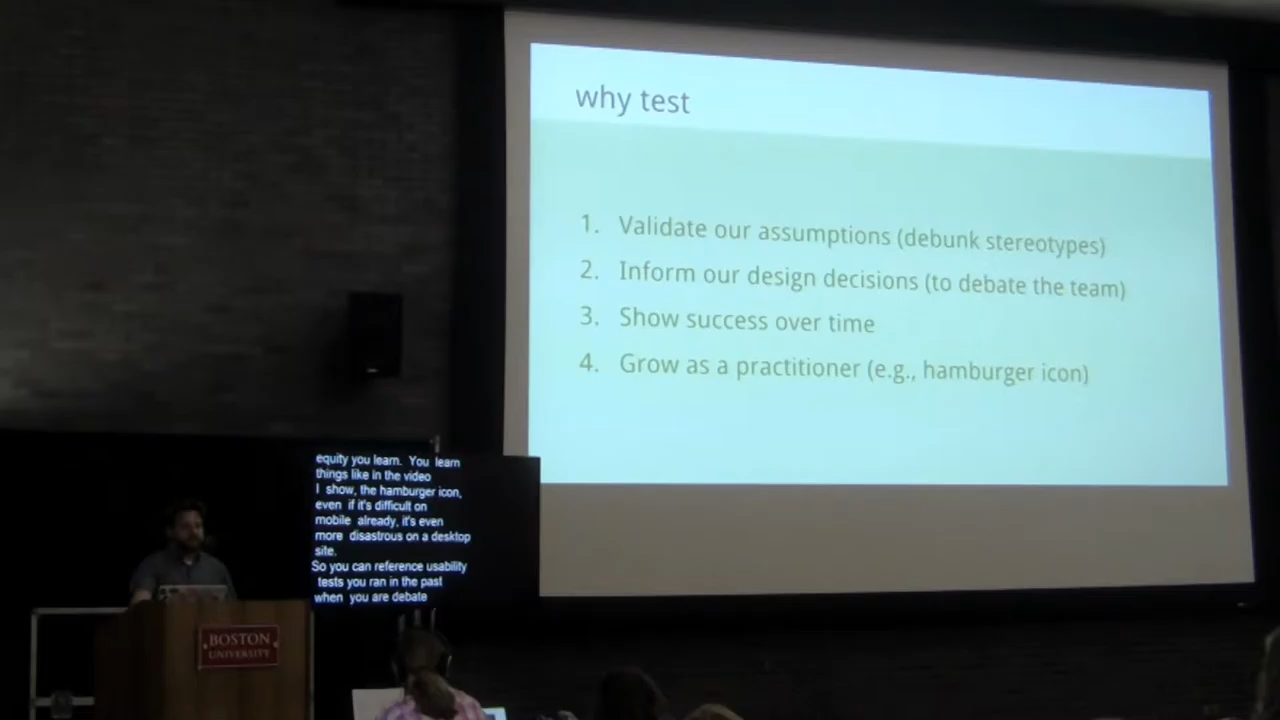 why test
1. Validate our assumptions (debunk stereotypes)
2. Inform our design decisions (to debate the team)
3. Show success over time
4. Grow as a practitioner (e.g., hamburger icon)
equity you learn. You learn
things like in the video
I show, the hamburger icon,
even if it's difficult on
mobile already, it's even
more disastrous on a desktop
site.
So you can reference usability
tests you ran in the past
when you are debate
BOSTON
UNIVERSITY